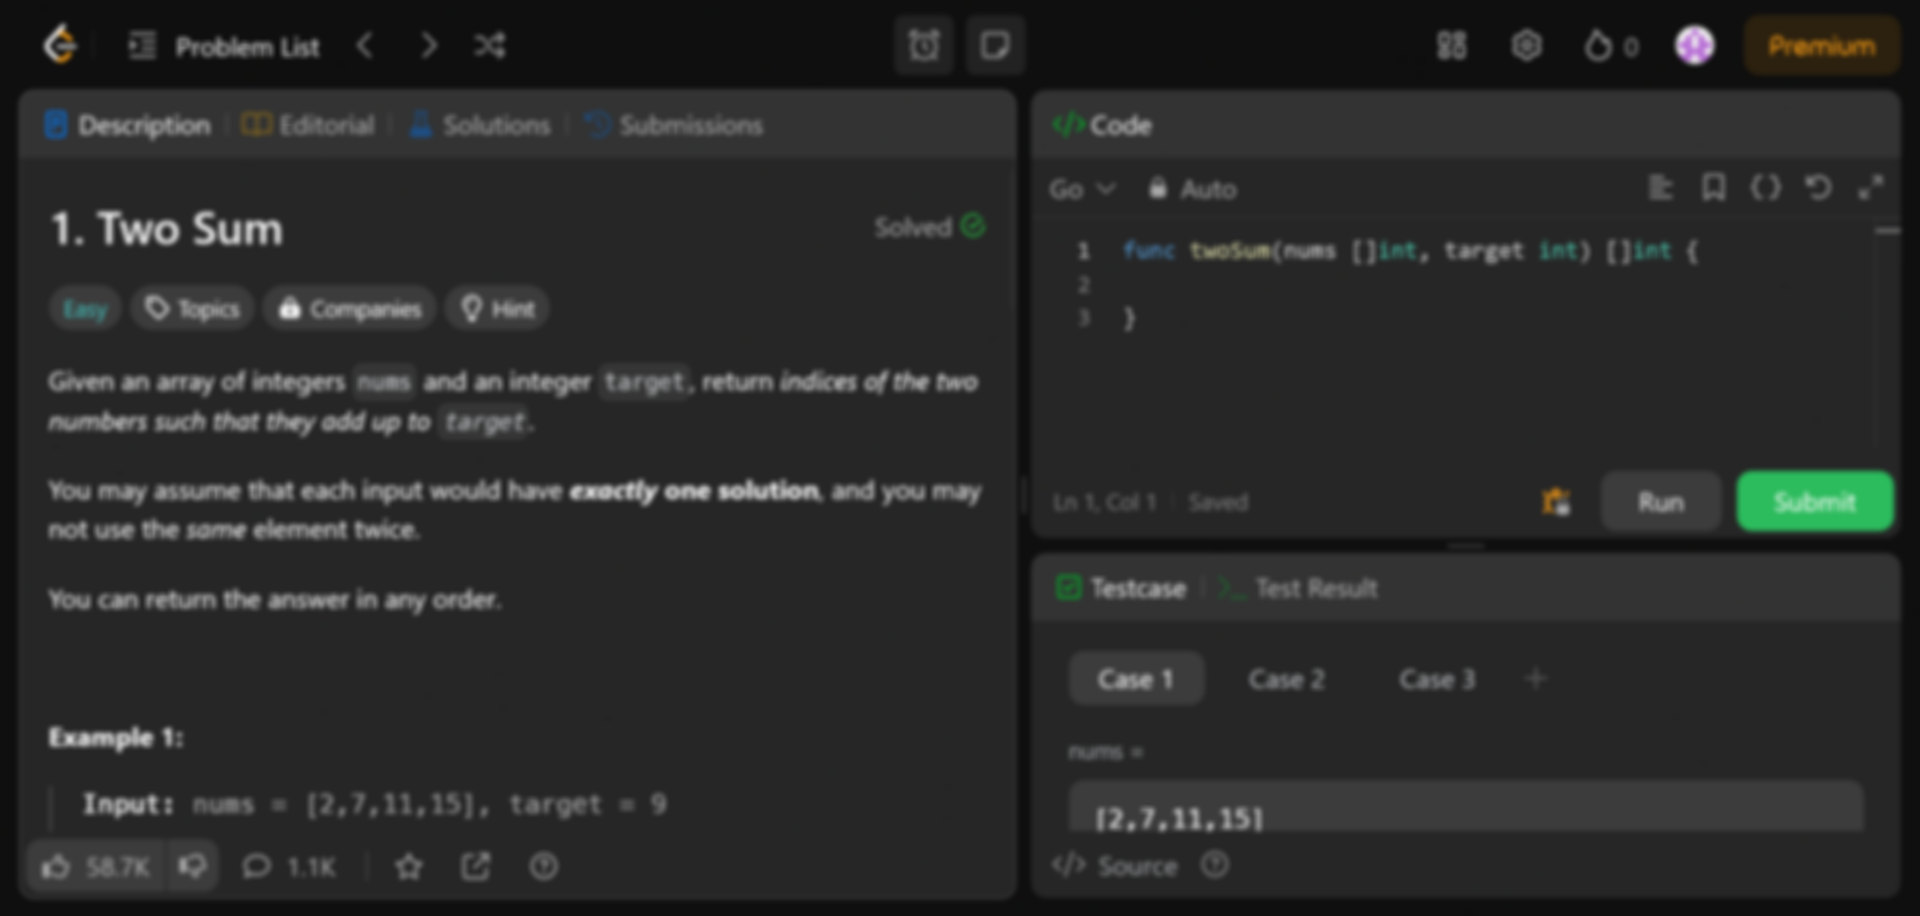 Problem List
0
Premium
Description
Editorial
Solutions
Submissions
1. Two Sum
Solved
Easy
Topics
Companies
Hint
Given an array of integers nums and an integer target, return indices of the two
numbers such that they add up to target.
You may assume that each input would have exactly one solution, and you may
not use the same element twice.
You can return the answer in any order.
Example 1:
Input: nums = [2,7,11,15], target = 9
58.7K
1.1K
</> Code
Go
Auto
1 func twoSum(nums []int, target int) []int {
2
3 }
Ln 1, Col 1
Saved
Run
Submit
Testcase
>_ Test Result
Case 1
Case 2
Case 3
+
nums =
[2,7,11,15]
</> Source